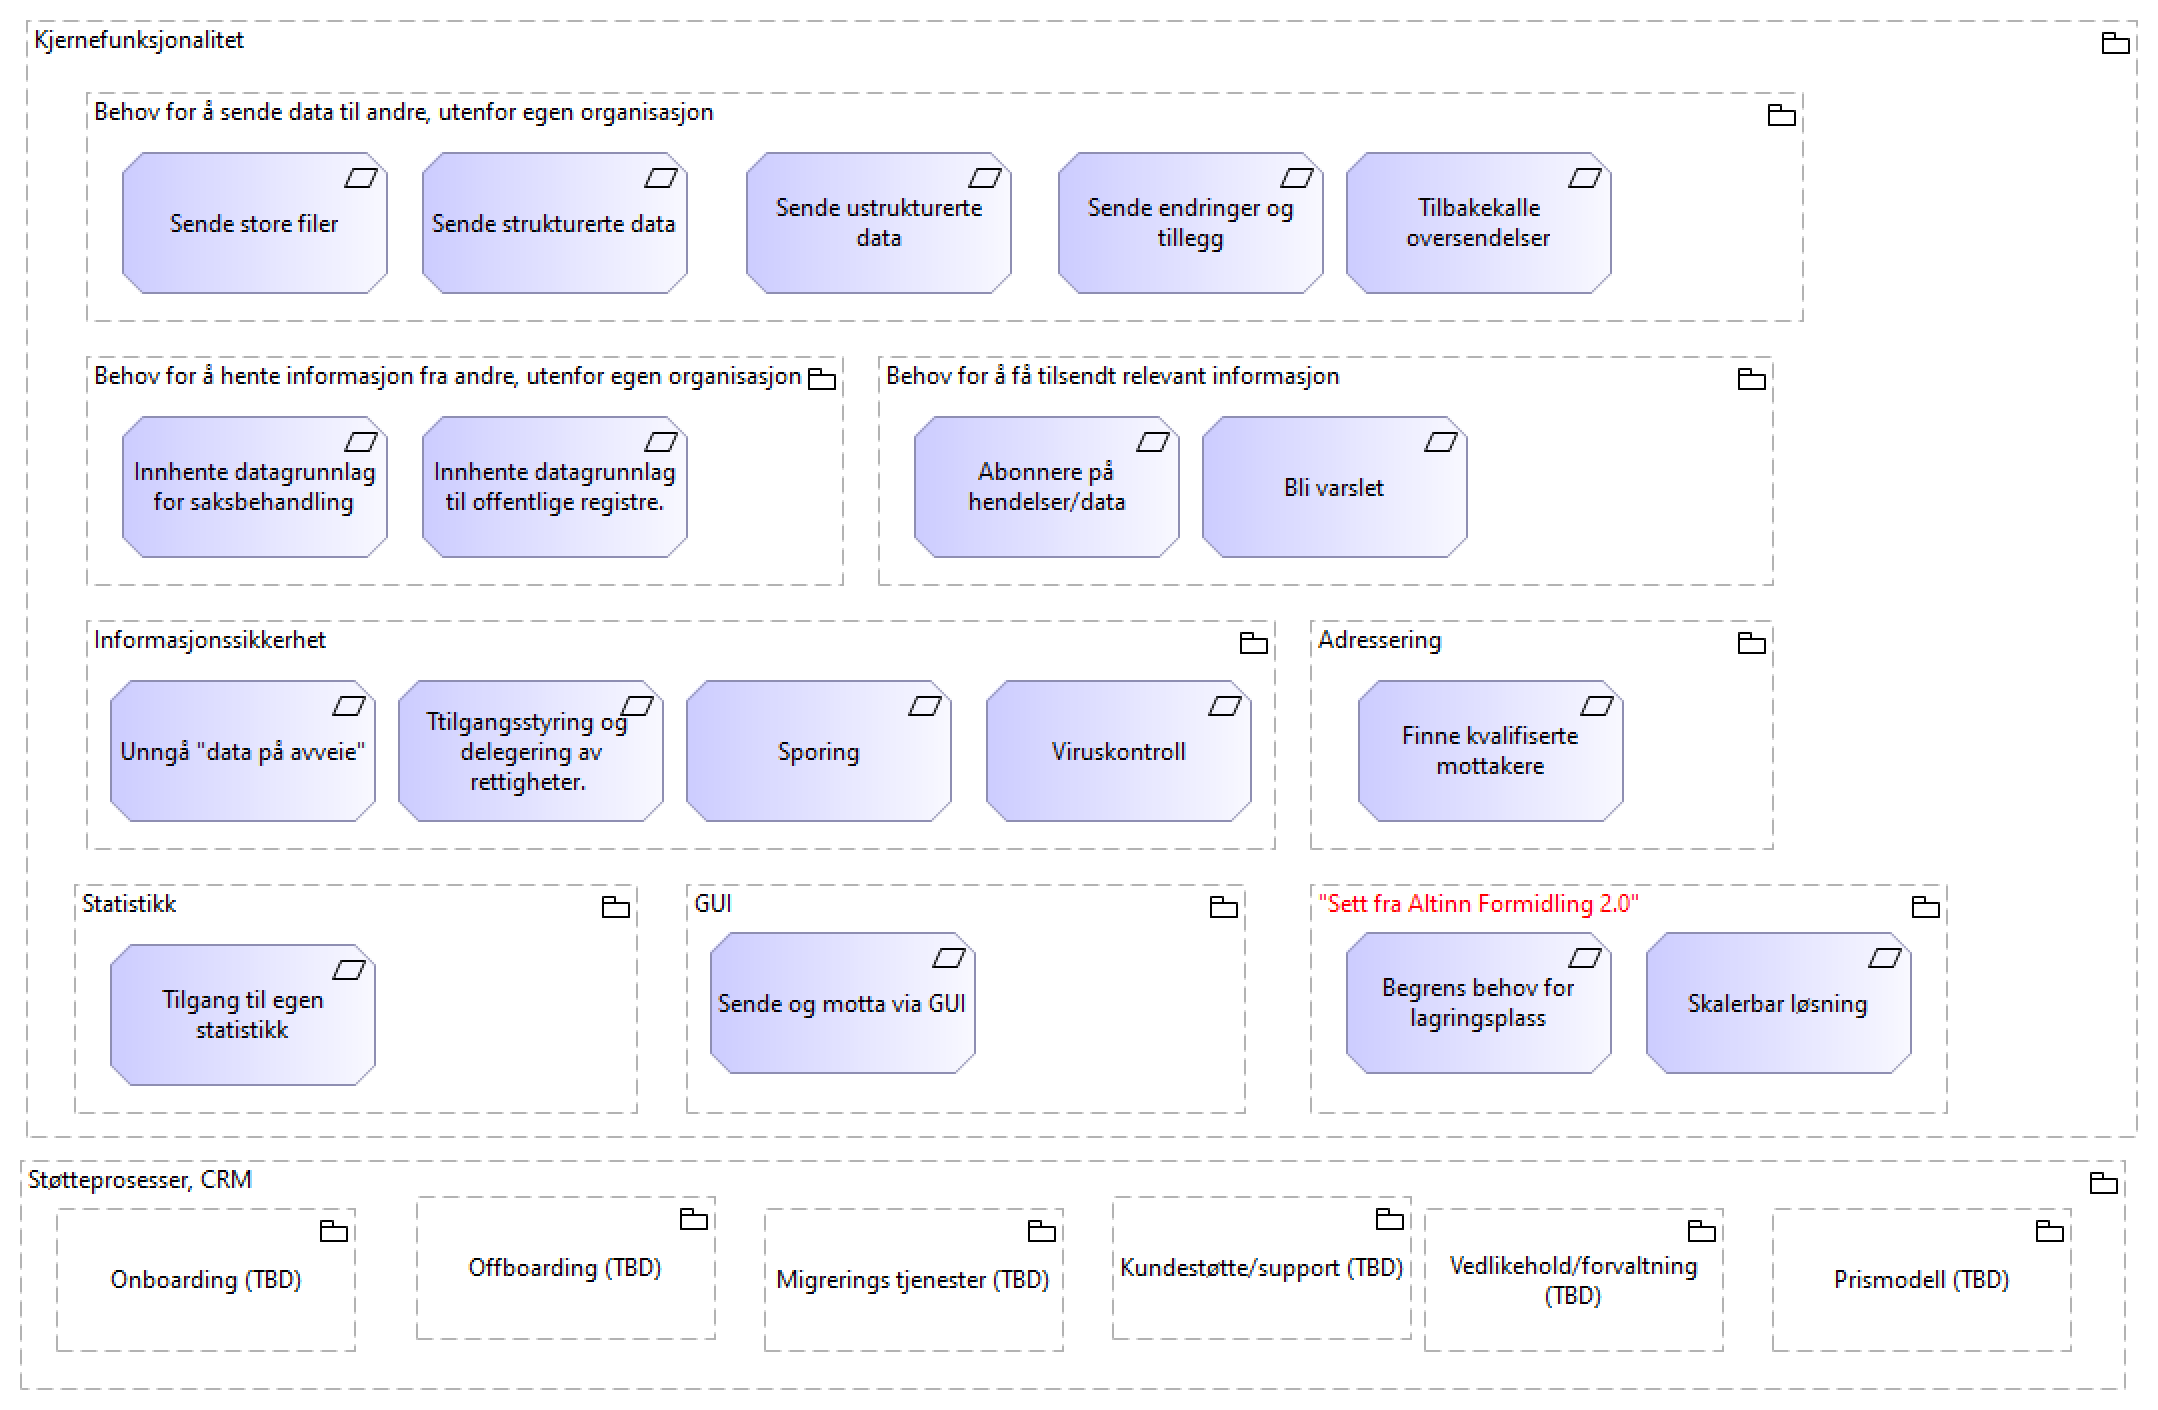 Kjernefunksjonalitet
Behov for å sende data til andre, utenfor egen organisasjon
Sende store filer
Sende strukturerte data
Sende ustrukturerte
data
Sende endringer og
tillegg
Tilbakekalle
oversendelser
Behov for å hente informasjon fra andre, utenfor egen organisasjon
Innhente datagrunnlag
for saksbehandling
Innhente datagrunnlag
til offentlige registre.
Behov for å få tilsendt relevant informasjon
Abonnere på
hendelser/data
Bli varslet
Informasjonssikkerhet
Unngå "data på avveie"
Ttilgangsstyring og
delegering av
rettigheter.
Sporing
Viruskontroll
Adressering
Finne kvalifiserte
mottakere
Statistikk
Tilgang til egen
statistikk
GUI
Sende og motta via GUI
"Sett fra Altinn Formidling 2.0"
Begrens behov for
lagringsplass
Skalerbar løsning
Støtteprosesser, CRM
Onboarding (TBD)
Offboarding (TBD)
Migrerings tjenester (TBD)
Kundestøtte/support (TBD)
Vedlikehold/forvaltning
(TBD)
Prismodell (TBD)